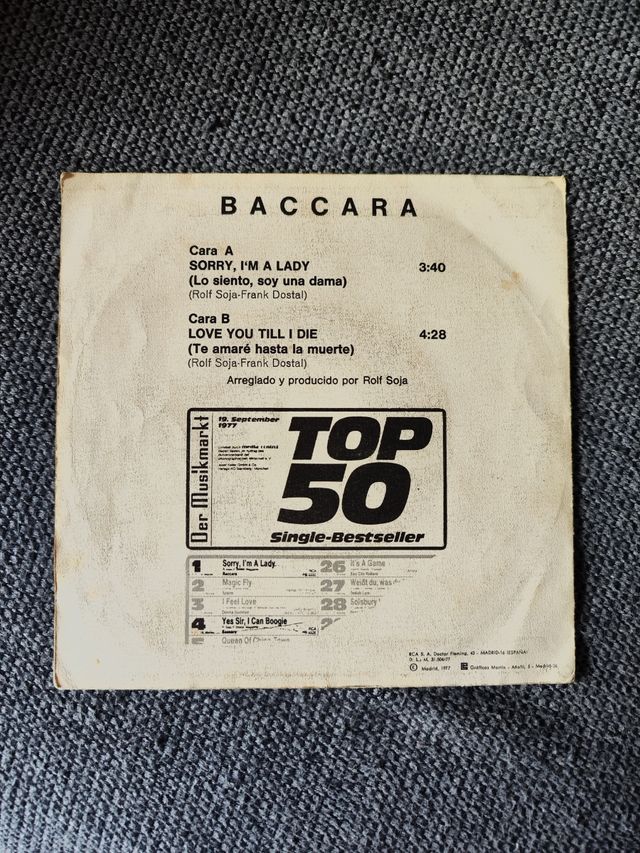 BACCARA
Cara A
SORRY, I'M A LADY 3:40
(Lo siento, soy una dama)
(Rolf Soja-Frank Dostal)
Cara B
LOVE YOU TILL I DIE 4:28
(Te amaré hasta la muerte)
(Rolf Soja-Frank Dostal)
Arreglado y producido por Rolf Soja
Der Musikmarkt
19. September
1977
TOP
50
Single-Bestseller
1 Sorry, I'm A Lady 26 It's A Game
Baccara
2 Magic Fly 27 Weißt du, was
3 I Feel Love 28 Solsbury
4 Yes Sir, I Can Boogie
Baccara
5 Queen Of
RCA S. A. Doctor Fleming, 43 - MADRID-16 (ESPAÑA)
© Madrid, 1977